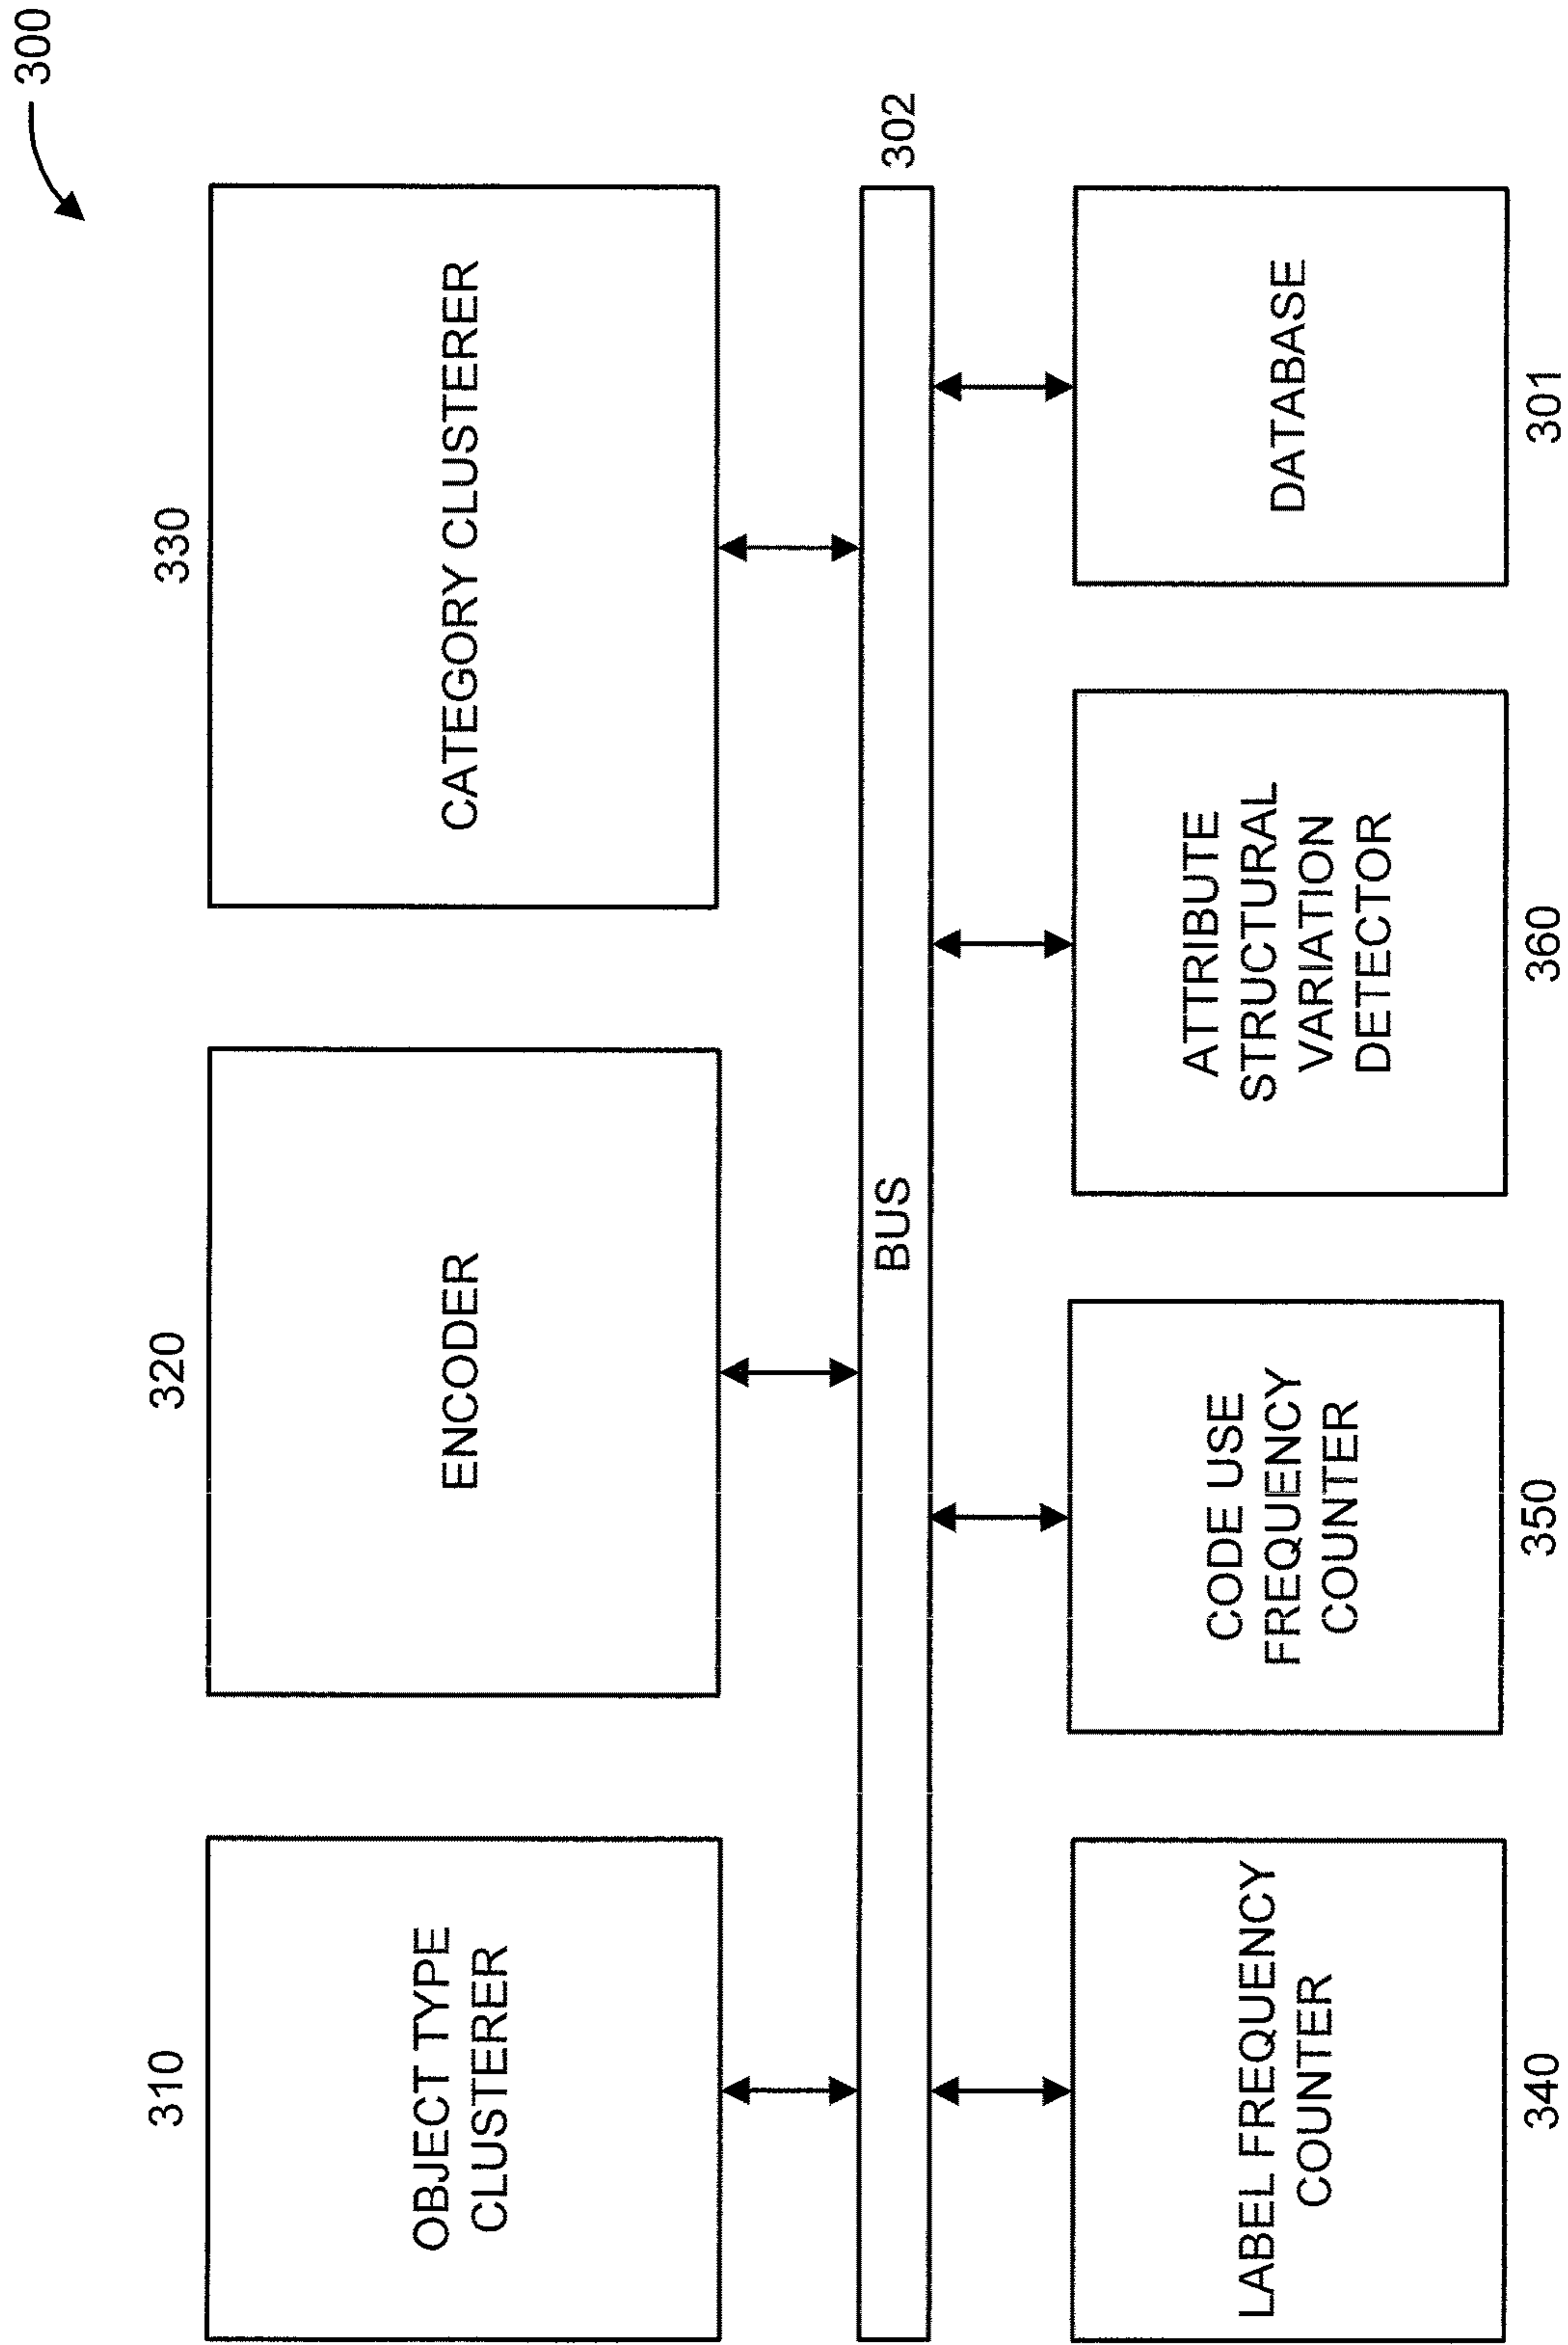 300
310
OBJECT TYPE
CLUSTERER
320
ENCODER
330
CATEGORY CLUSTERER
BUS
302
LABEL FREQUENCY
COUNTER
340
CODE USE
FREQUENCY
COUNTER
350
ATTRIBUTE
STRUCTURAL
VARIATION
DETECTOR
360
DATABASE
301